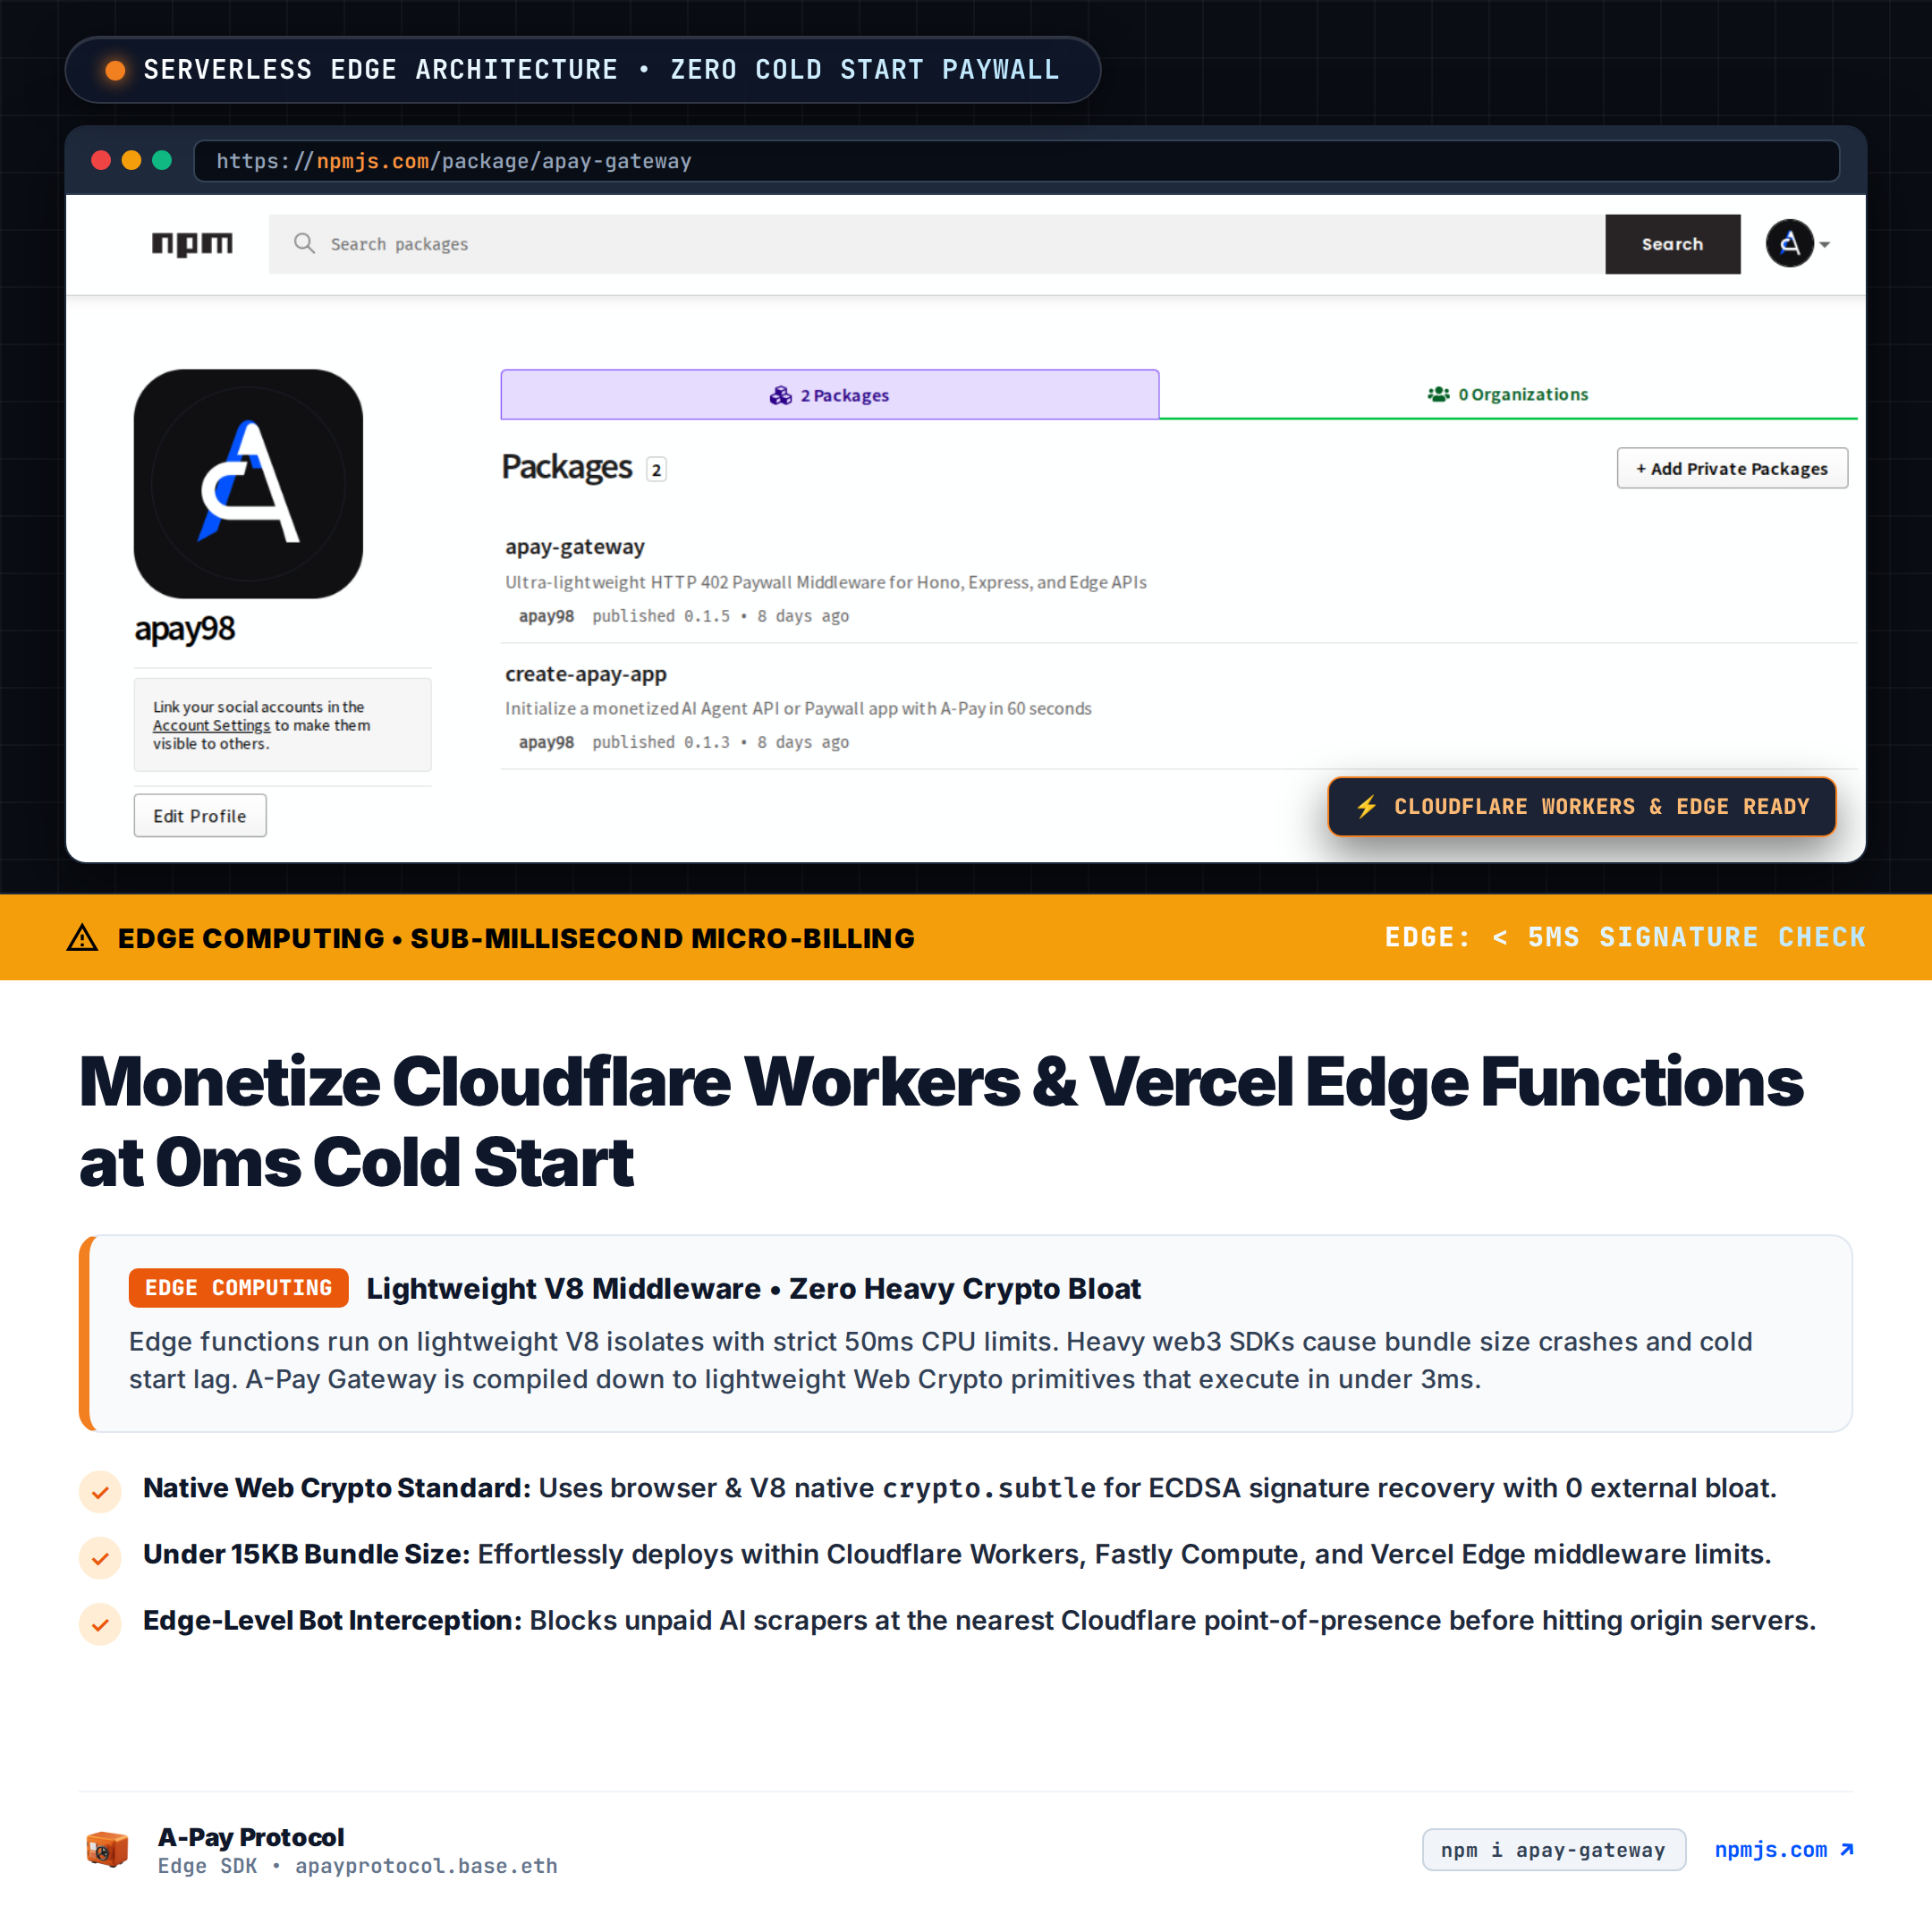 SERVERLESS EDGE ARCHITECTURE • ZERO COLD START PAYWALL
https://npmjs.com/package/apay-gateway
npm
Search packages
Search
2 Packages
0 Organizations
Packages 2
+ Add Private Packages
apay-gateway
Ultra-lightweight HTTP 402 Paywall Middleware for Hono, Express, and Edge APIs
apay98 published 0.1.5 • 8 days ago
apay98
create-apay-app
Initialize a monetized AI Agent API or Paywall app with A-Pay in 60 seconds
apay98 published 0.1.3 • 8 days ago
Link your social accounts in the
Account Settings to make them
visible to others.
Edit Profile
⚡ CLOUDFLARE WORKERS & EDGE READY
⚠ EDGE COMPUTING • SUB-MILLISECOND MICRO-BILLING
EDGE: < 5MS SIGNATURE CHECK
Monetize Cloudflare Workers & Vercel Edge Functions
at 0ms Cold Start
EDGE COMPUTING Lightweight V8 Middleware • Zero Heavy Crypto Bloat
Edge functions run on lightweight V8 isolates with strict 50ms CPU limits. Heavy web3 SDKs cause bundle size crashes and cold
start lag. A-Pay Gateway is compiled down to lightweight Web Crypto primitives that execute in under 3ms.
✓ Native Web Crypto Standard: Uses browser & V8 native crypto.subtle for ECDSA signature recovery with 0 external bloat.
✓ Under 15KB Bundle Size: Effortlessly deploys within Cloudflare Workers, Fastly Compute, and Vercel Edge middleware limits.
✓ Edge-Level Bot Interception: Blocks unpaid AI scrapers at the nearest Cloudflare point-of-presence before hitting origin servers.
A-Pay Protocol
Edge SDK • apayprotocol.base.eth
npm i apay-gateway
npmjs.com ↗